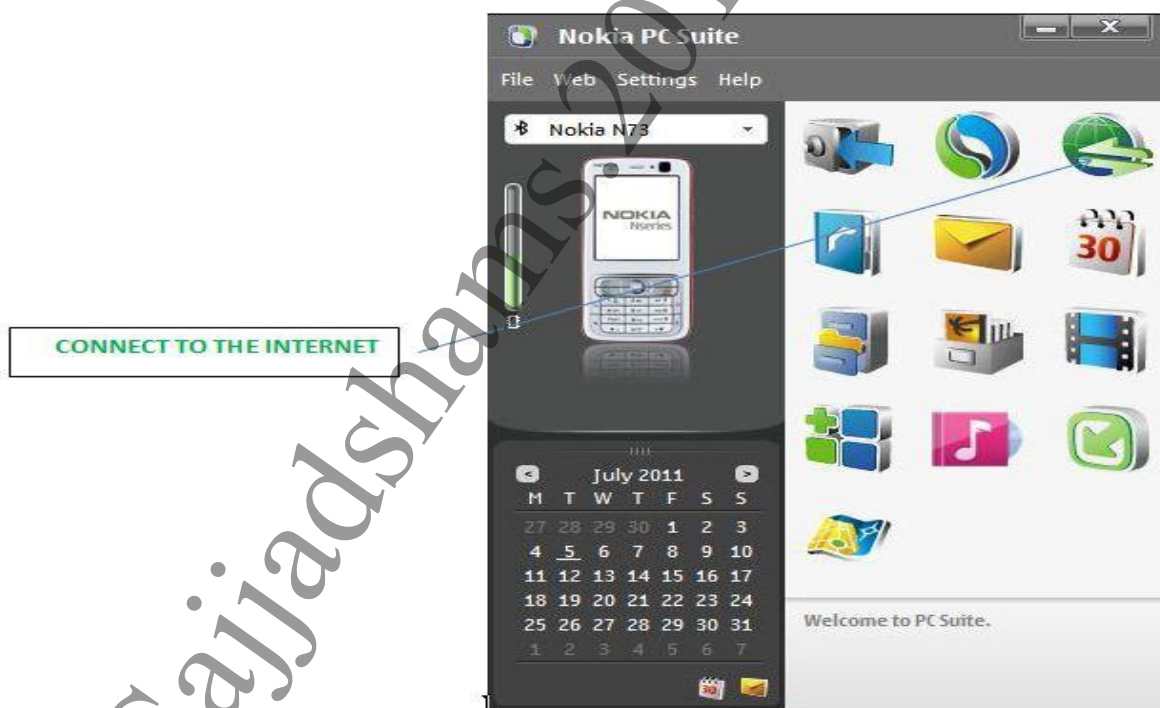 Nokia PC Suite
File Web Settings Help
Nokia N73
NOKIA
Nseries
30
CONNECT TO THE INTERNET
July 2011
M T W T F S S
27 28 29 30 1 2 3
4 5 6 7 8 9 10
11 12 13 14 15 16 17
18 19 20 21 22 23 24
25 26 27 28 29 30 31
1 2 3 4 5 6 7
30
Welcome to PC Suite.
Sajjadshams.201